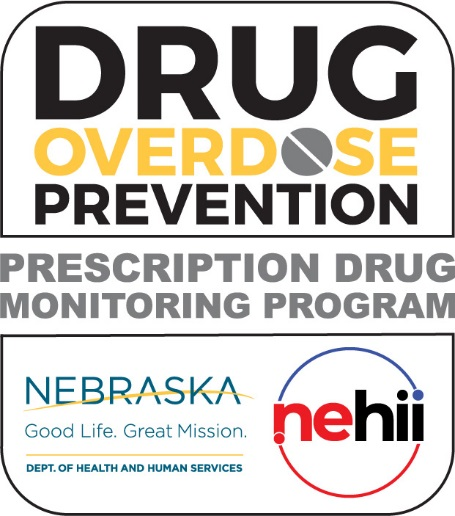 DRUG
OVERDOSE
PREVENTION
PRESCRIPTION DRUG
MONITORING PROGRAM
NEBRASKA
Good Life. Great Mission.
DEPT. OF HEALTH AND HUMAN SERVICES
nehii